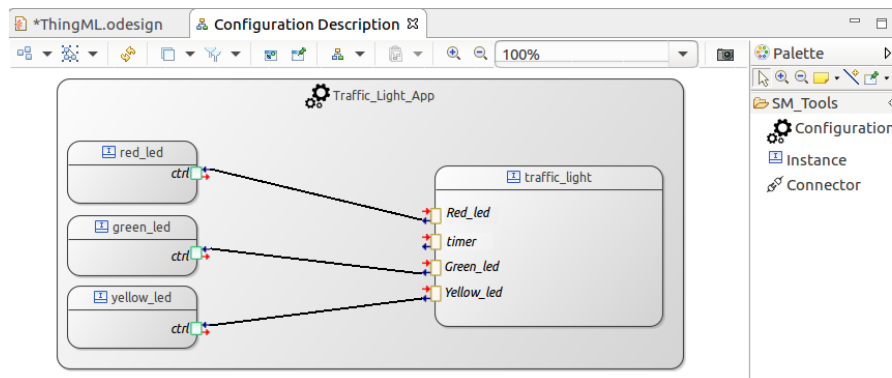 *ThingML.odesign
Configuration Description
100%
Palette
SM_Tools
Configuration
Instance
Connector
Traffic_Light_App
red_led
ctrl
green_led
ctrl
yellow_led
ctrl
traffic_light
Red_led
timer
Green_led
Yellow_led